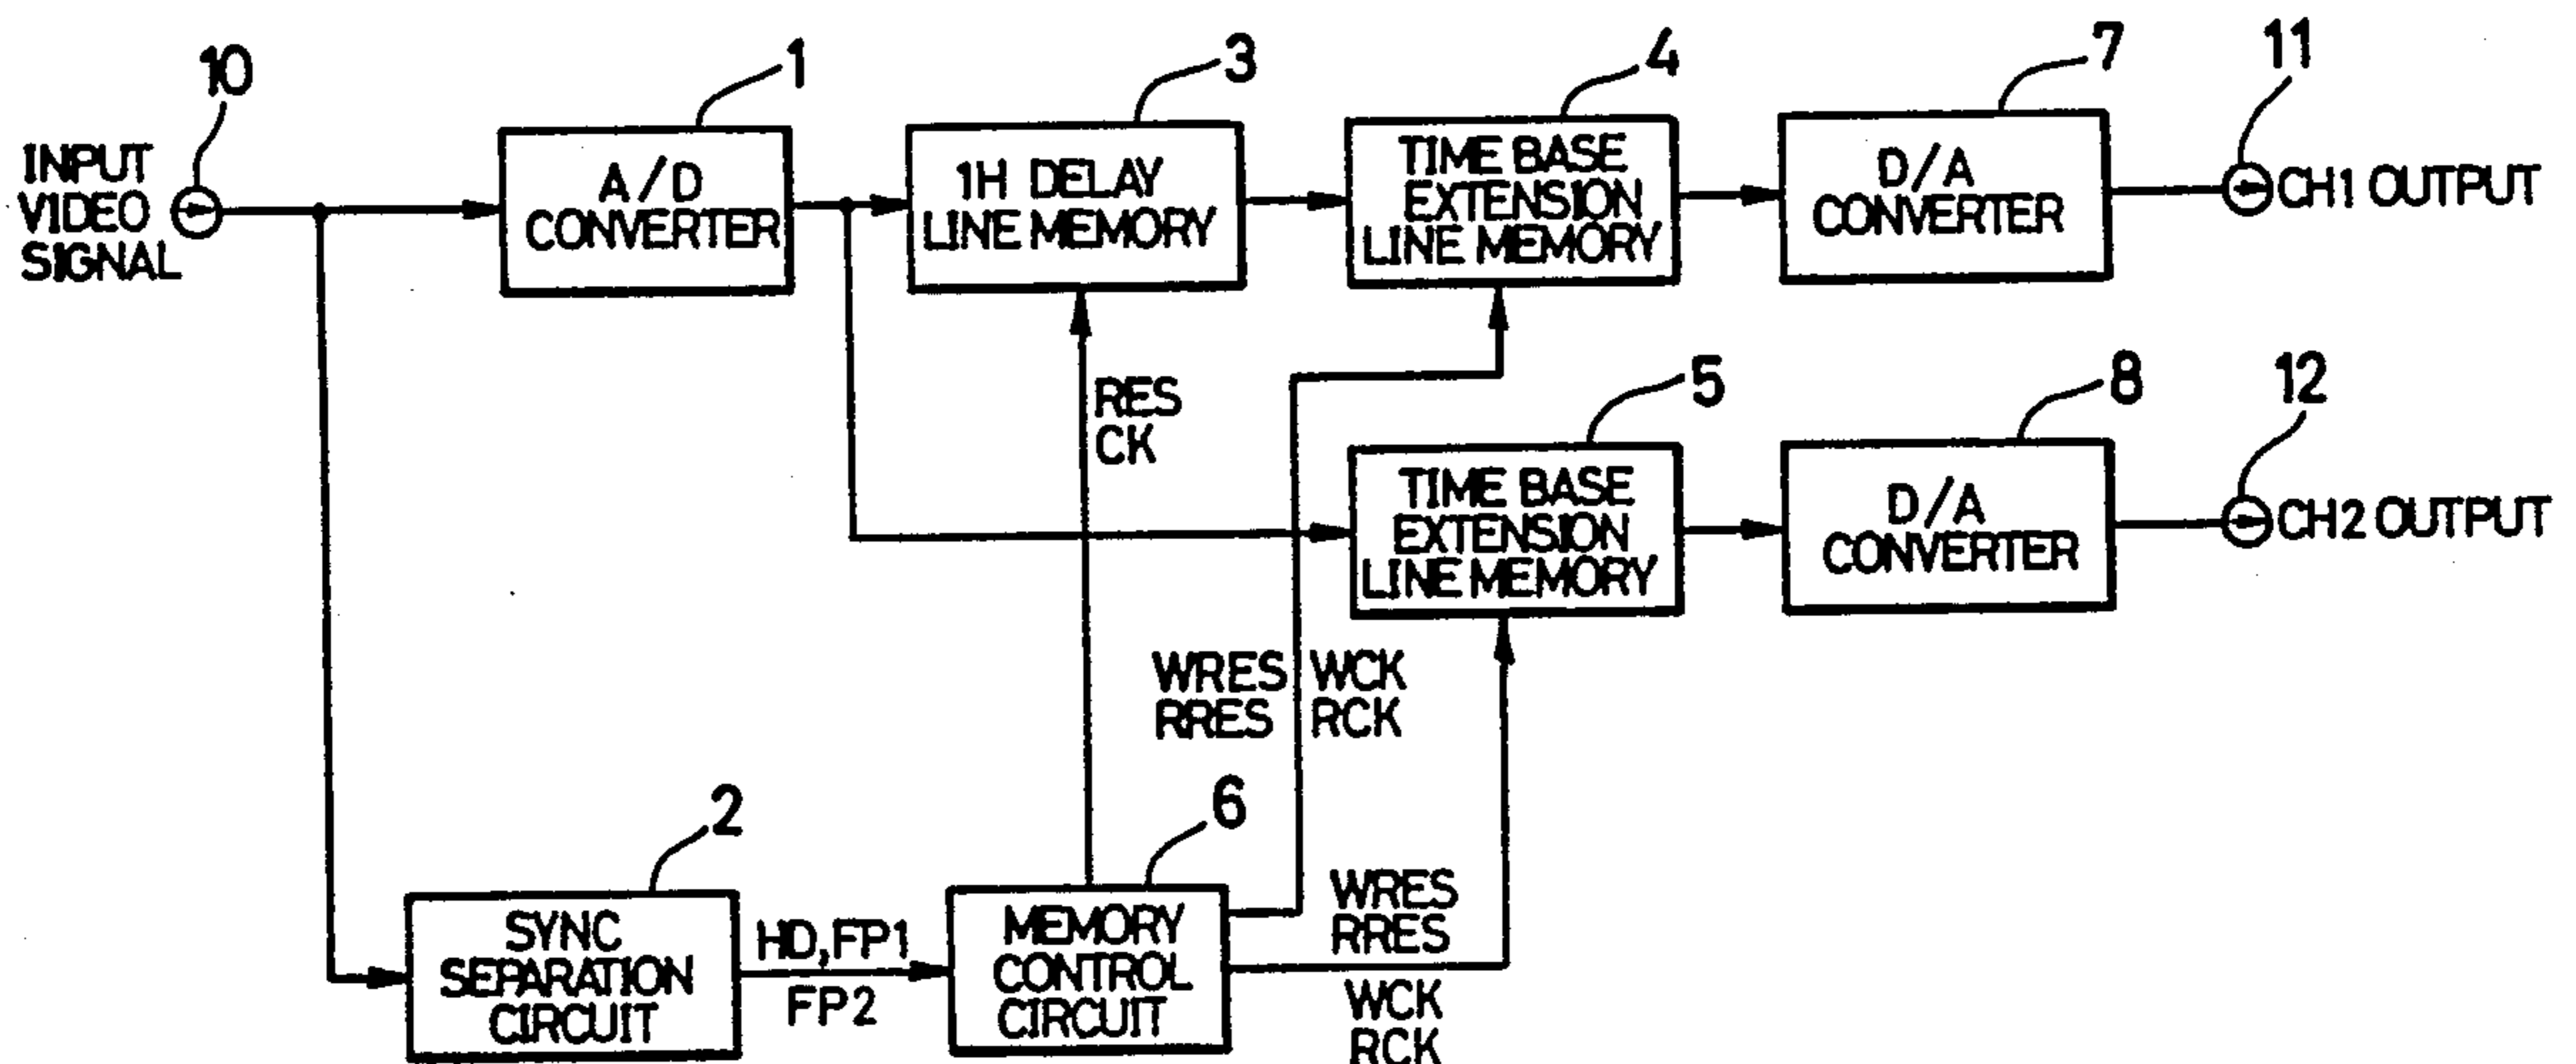 10
1
3
4
7
11
INPUT
VIDEO
SIGNAL
A/D
CONVERTER
1H DELAY
LINE MEMORY
TIME BASE
EXTENSION
LINE MEMORY
D/A
CONVERTER
CH1 OUTPUT
RES
CK
5
8
12
TIME BASE
EXTENSION
LINE MEMORY
D/A
CONVERTER
CH2 OUTPUT
WRES WCK
RRES RCK
2
6
SYNC
SEPARATION
CIRCUIT
HD,FP1
FP2
MEMORY
CONTROL
CIRCUIT
WRES
RRES
WCK
RCK